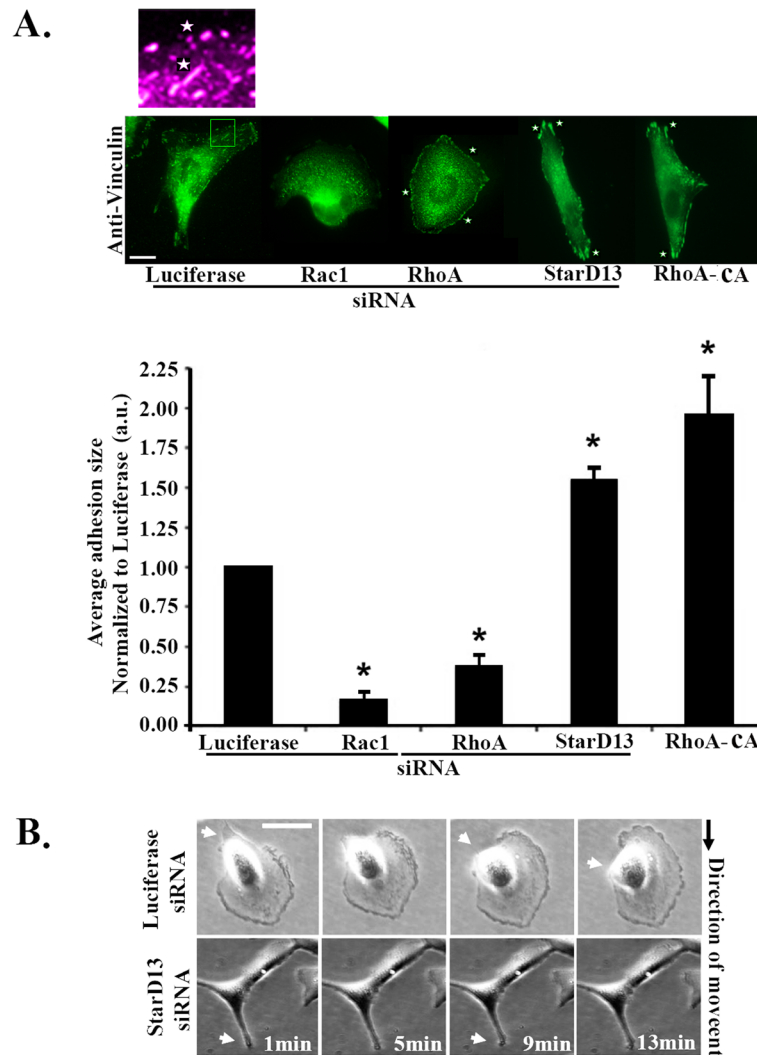 A.
Anti-Vinculin
Luciferase Rac1 RhoA StarD13 RhoA-CA
siRNA
Average adhesion size
Normalized to Luciferase (a.u.)
2.25
2.00
1.75
1.50
1.25
1.00
0.75
0.50
0.25
0.00
* * * *
Luciferase Rac1 RhoA StarD13 RhoA-CA
siRNA
B.
Luciferase
siRNA
StarD13
siRNA
1min 5min 9min 13min
Direction of moveent